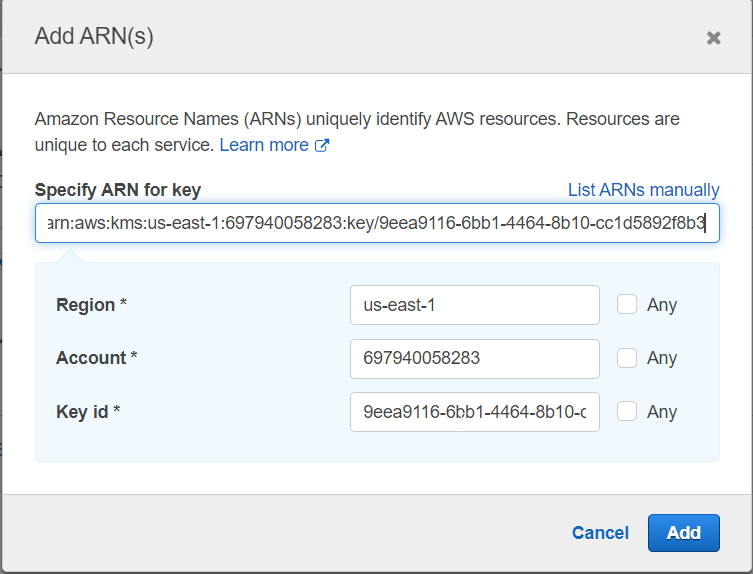 Add ARN(s)
Amazon Resource Names (ARNs) uniquely identify AWS resources. Resources are
unique to each service. Learn more
Specify ARN for key List ARNs manually
arn:aws:kms:us-east-1:697940058283:key/9eea9116-6bb1-4464-8b10-cc1d5892f8b3
Region * us-east-1 Any
Account * 697940058283 Any
Key id * 9eea9116-6bb1-4464-8b10-c Any
Cancel Add